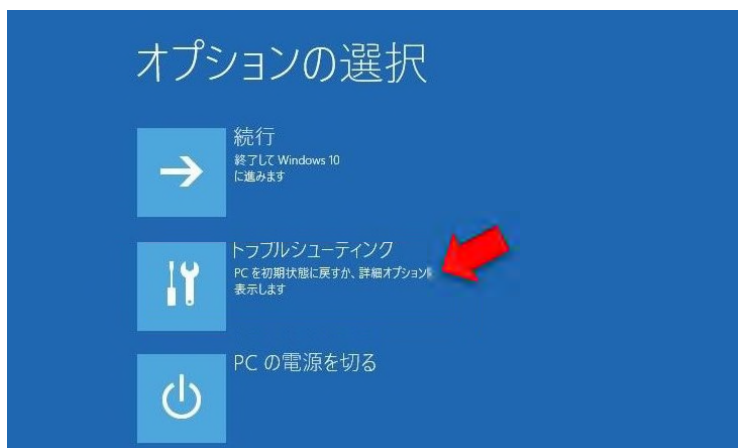 オプションの選択
続行
終了して Windows 10
に進みます
トラブルシューティング
PC を初期状態に戻すか、詳細オプション
表示します
PC の電源を切る